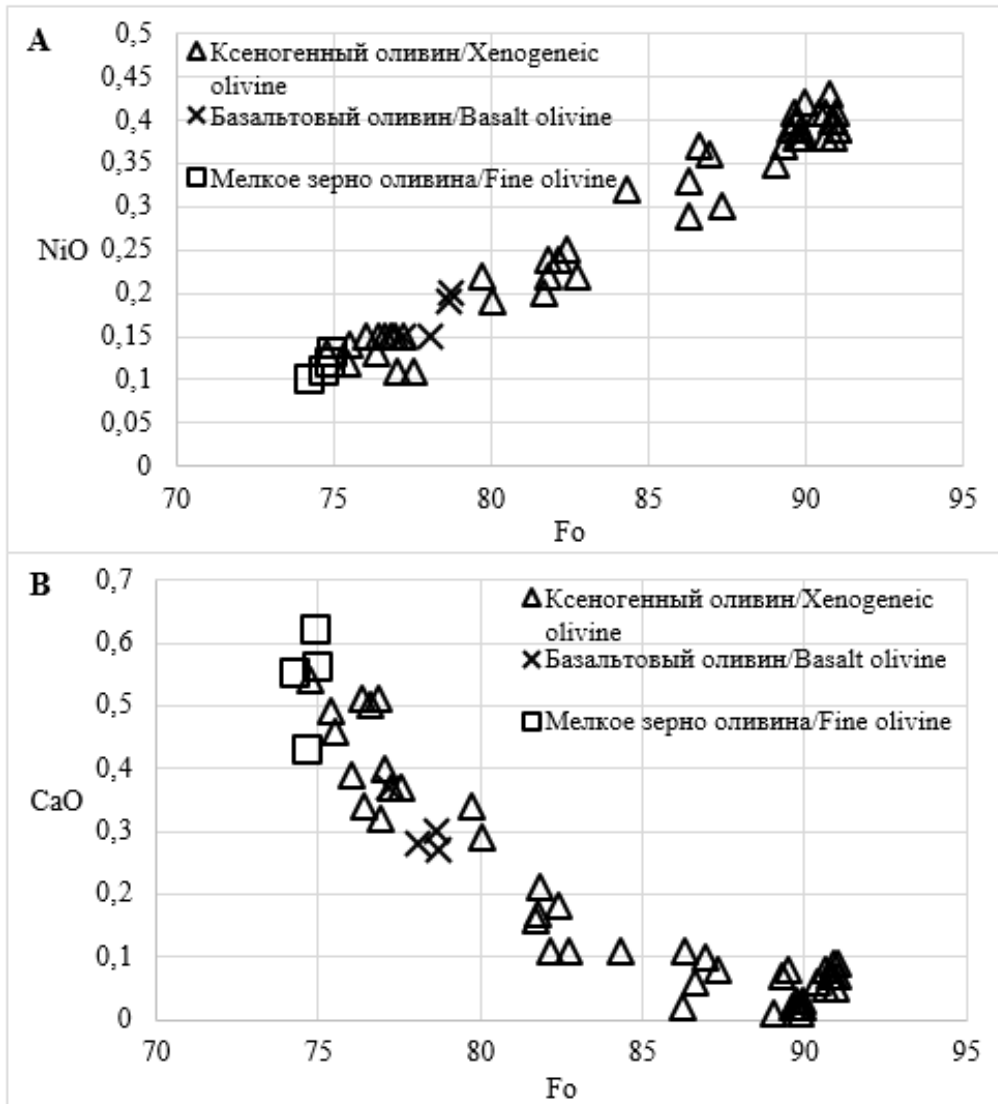 A
0,5
0,45
0,4
0,35
0,3
0,25
0,2
0,15
0,1
0,05
0
NiO
Ксеногенный оливин/Xenogeneic
olivine
Базальтовый оливин/Basalt olivine
Мелкое зерно оливина/Fine olivine
70 75 80 85 90 95
Fo
B
0,7
0,6
0,5
0,4
0,3
0,2
0,1
0
CaO
Ксеногенный оливин/Xenogeneic
olivine
Базальтовый оливин/Basalt olivine
Мелкое зерно оливина/Fine olivine
70 75 80 85 90 95
Fo